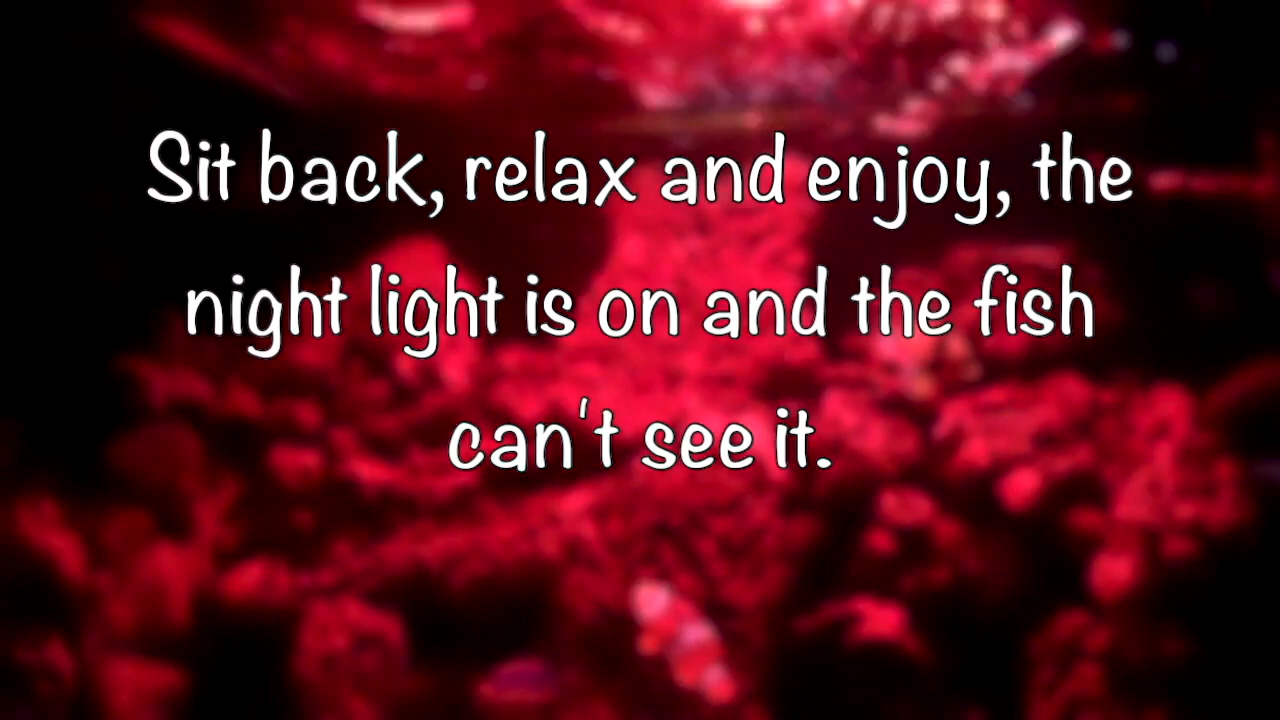 Sit back, relax and enjoy, the
night light is on and the fish
can't see it.